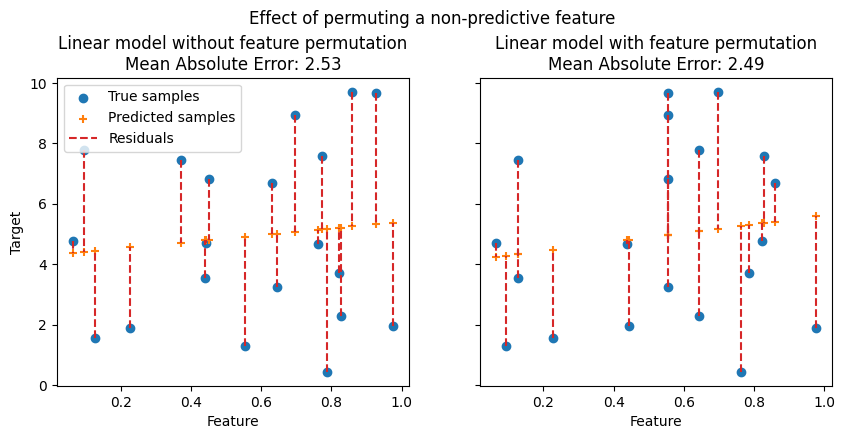 Effect of permuting a non-predictive feature
Linear model without feature permutation
Mean Absolute Error: 2.53
Linear model with feature permutation
Mean Absolute Error: 2.49
True samples
Predicted samples
Residuals
Target
10
8
6
4
2
0
0.2 0.4 0.6 0.8 1.0
Feature
0.2 0.4 0.6 0.8 1.0
Feature